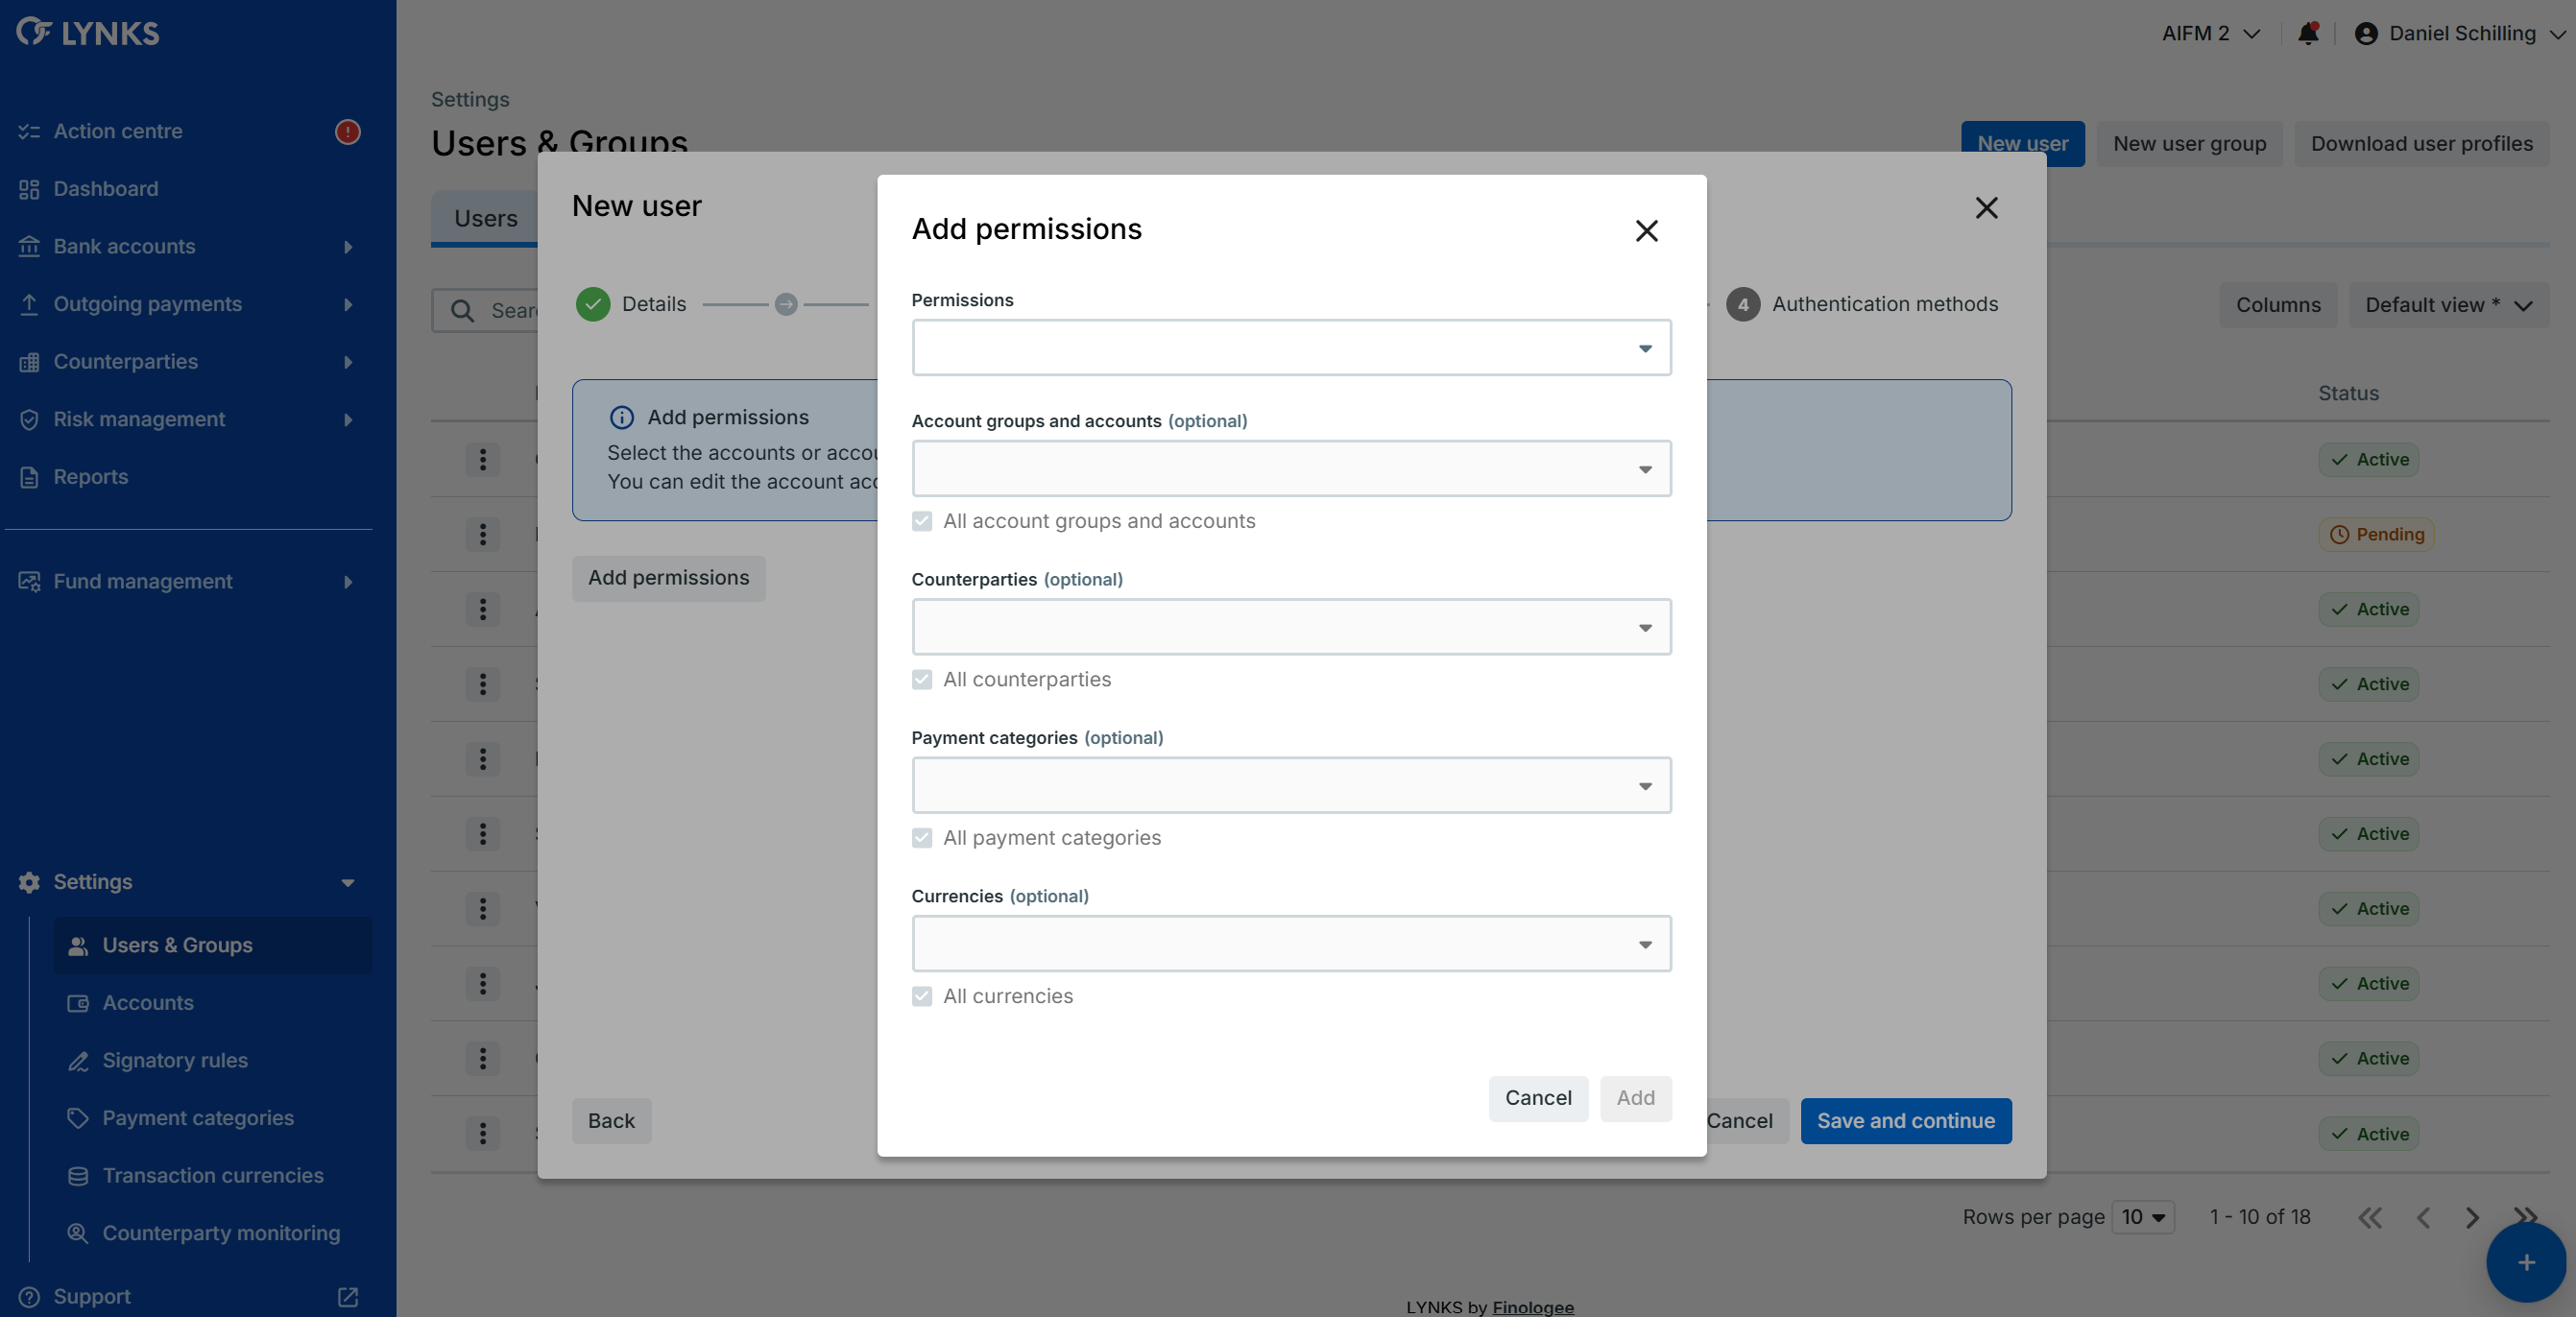 LYNKS
Action centre
Dashboard
Bank accounts
Outgoing payments
Counterparties
Risk management
Reports
Fund management
Settings
Users & Groups
Accounts
Signatory rules
Payment categories
Transaction currencies
Counterparty monitoring
Support
AIFM 2
Daniel Schilling
Settings
Users & Groups
New user
New user group
Download user profiles
Users
Columns
Default view *
Status
Active
Pending
Active
Active
Active
Active
Active
Active
Active
Active
Rows per page 10
1 - 10 of 18
LYNKS by Finologee
New user
Details
4 Authentication methods
Add permissions
Select the accounts or
You can edit the account
Add permissions
Back
Cancel
Save and continue
Add permissions
Permissions
Account groups and accounts (optional)
All account groups and accounts
Counterparties (optional)
All counterparties
Payment categories (optional)
All payment categories
Currencies (optional)
All currencies
Cancel
Add